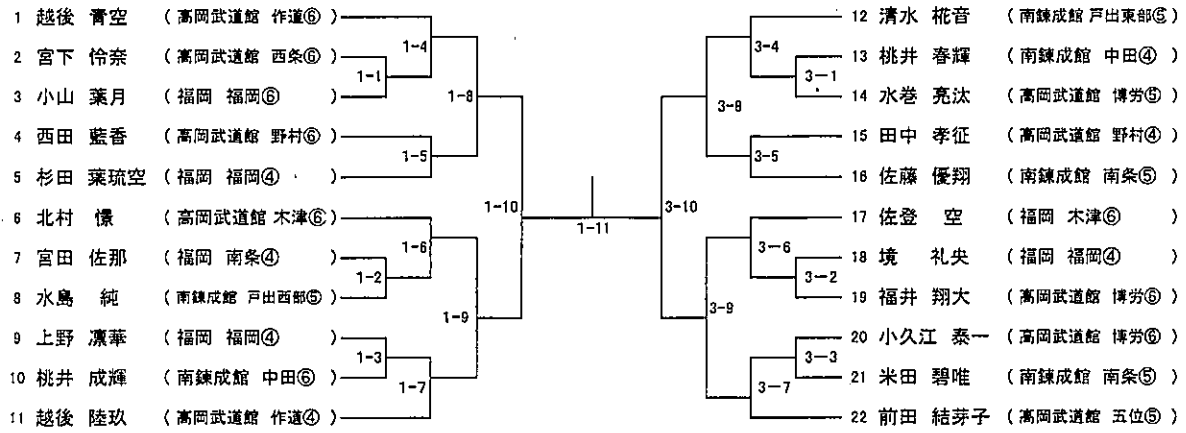 1 越後 青空 (高岡武道館 作道⑥)
2 宮下 伶奈 (高岡武道館 西条⑥)
3 小山 葉月 (福岡 福岡⑥)
4 西田 藍香 (高岡武道館 野村⑥)
5 杉田 葉琉空 (福岡 福岡④)
6 北村 憬 (高岡武道館 木津⑥)
7 宮田 佐那 (福岡 南条④)
8 水島 純 (南錬成館 戸出西部⑤)
9 上野 凛華 (福岡 福岡④)
10 桃井 成輝 (南錬成館 中田⑥)
11 越後 陸玖 (高岡武道館 作道④)
1-4
1-1
1-8
1-5
1-10
1-6
1-2
1-9
1-3
1-7
1-11
3-4
3-1
3-8
3-5
3-10
3-6
3-2
3-9
3-3
3-7
12 清水 椛音 (南錬成館 戸出東部⑤)
13 桃井 春輝 (南錬成館 中田④)
14 水巻 亮汰 (高岡武道館 博労⑤)
15 田中 孝征 (高岡武道館 野村④)
16 佐藤 優翔 (南錬成館 南条⑤)
17 佐登 空 (福岡 木津⑥)
18 境 礼央 (福岡 福岡④)
19 福井 翔大 (高岡武道館 博労⑥)
20 小久江 泰一 (高岡武道館 博労⑥)
21 米田 碧唯 (南錬成館 南条⑤)
22 前田 結芽子 (高岡武道館 五位⑤)